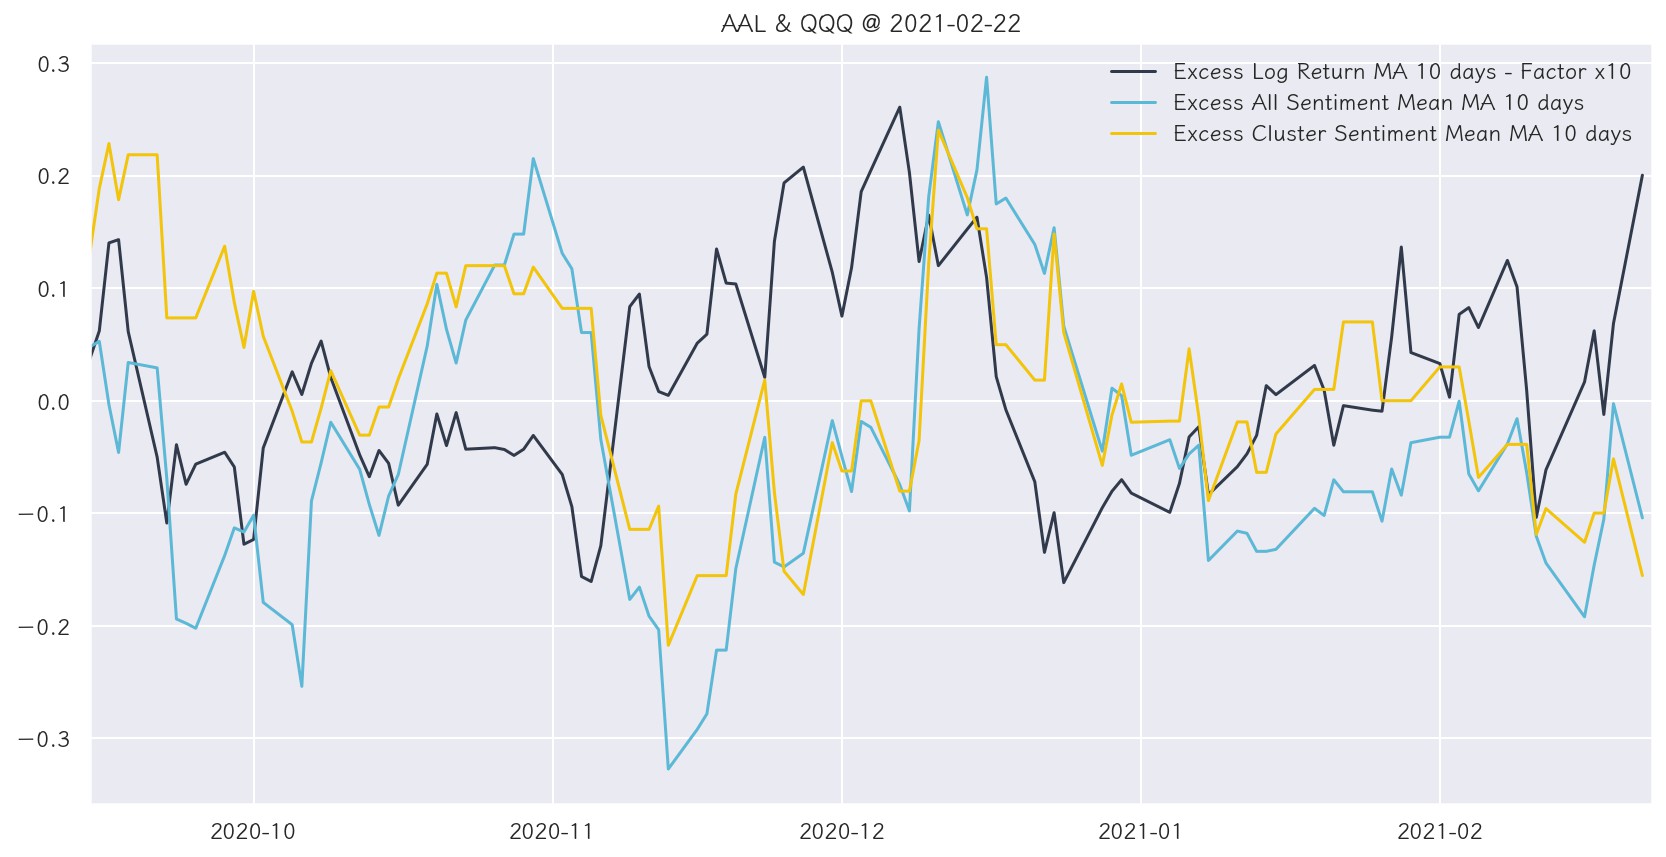 AAL & QQQ @ 2021-02-22
Excess Log Return MA 10 days - Factor x10
Excess All Sentiment Mean MA 10 days
Excess Cluster Sentiment Mean MA 10 days
0.3
0.2
0.1
0.0
−0.1
−0.2
−0.3
2020-10 2020-11 2020-12 2021-01 2021-02